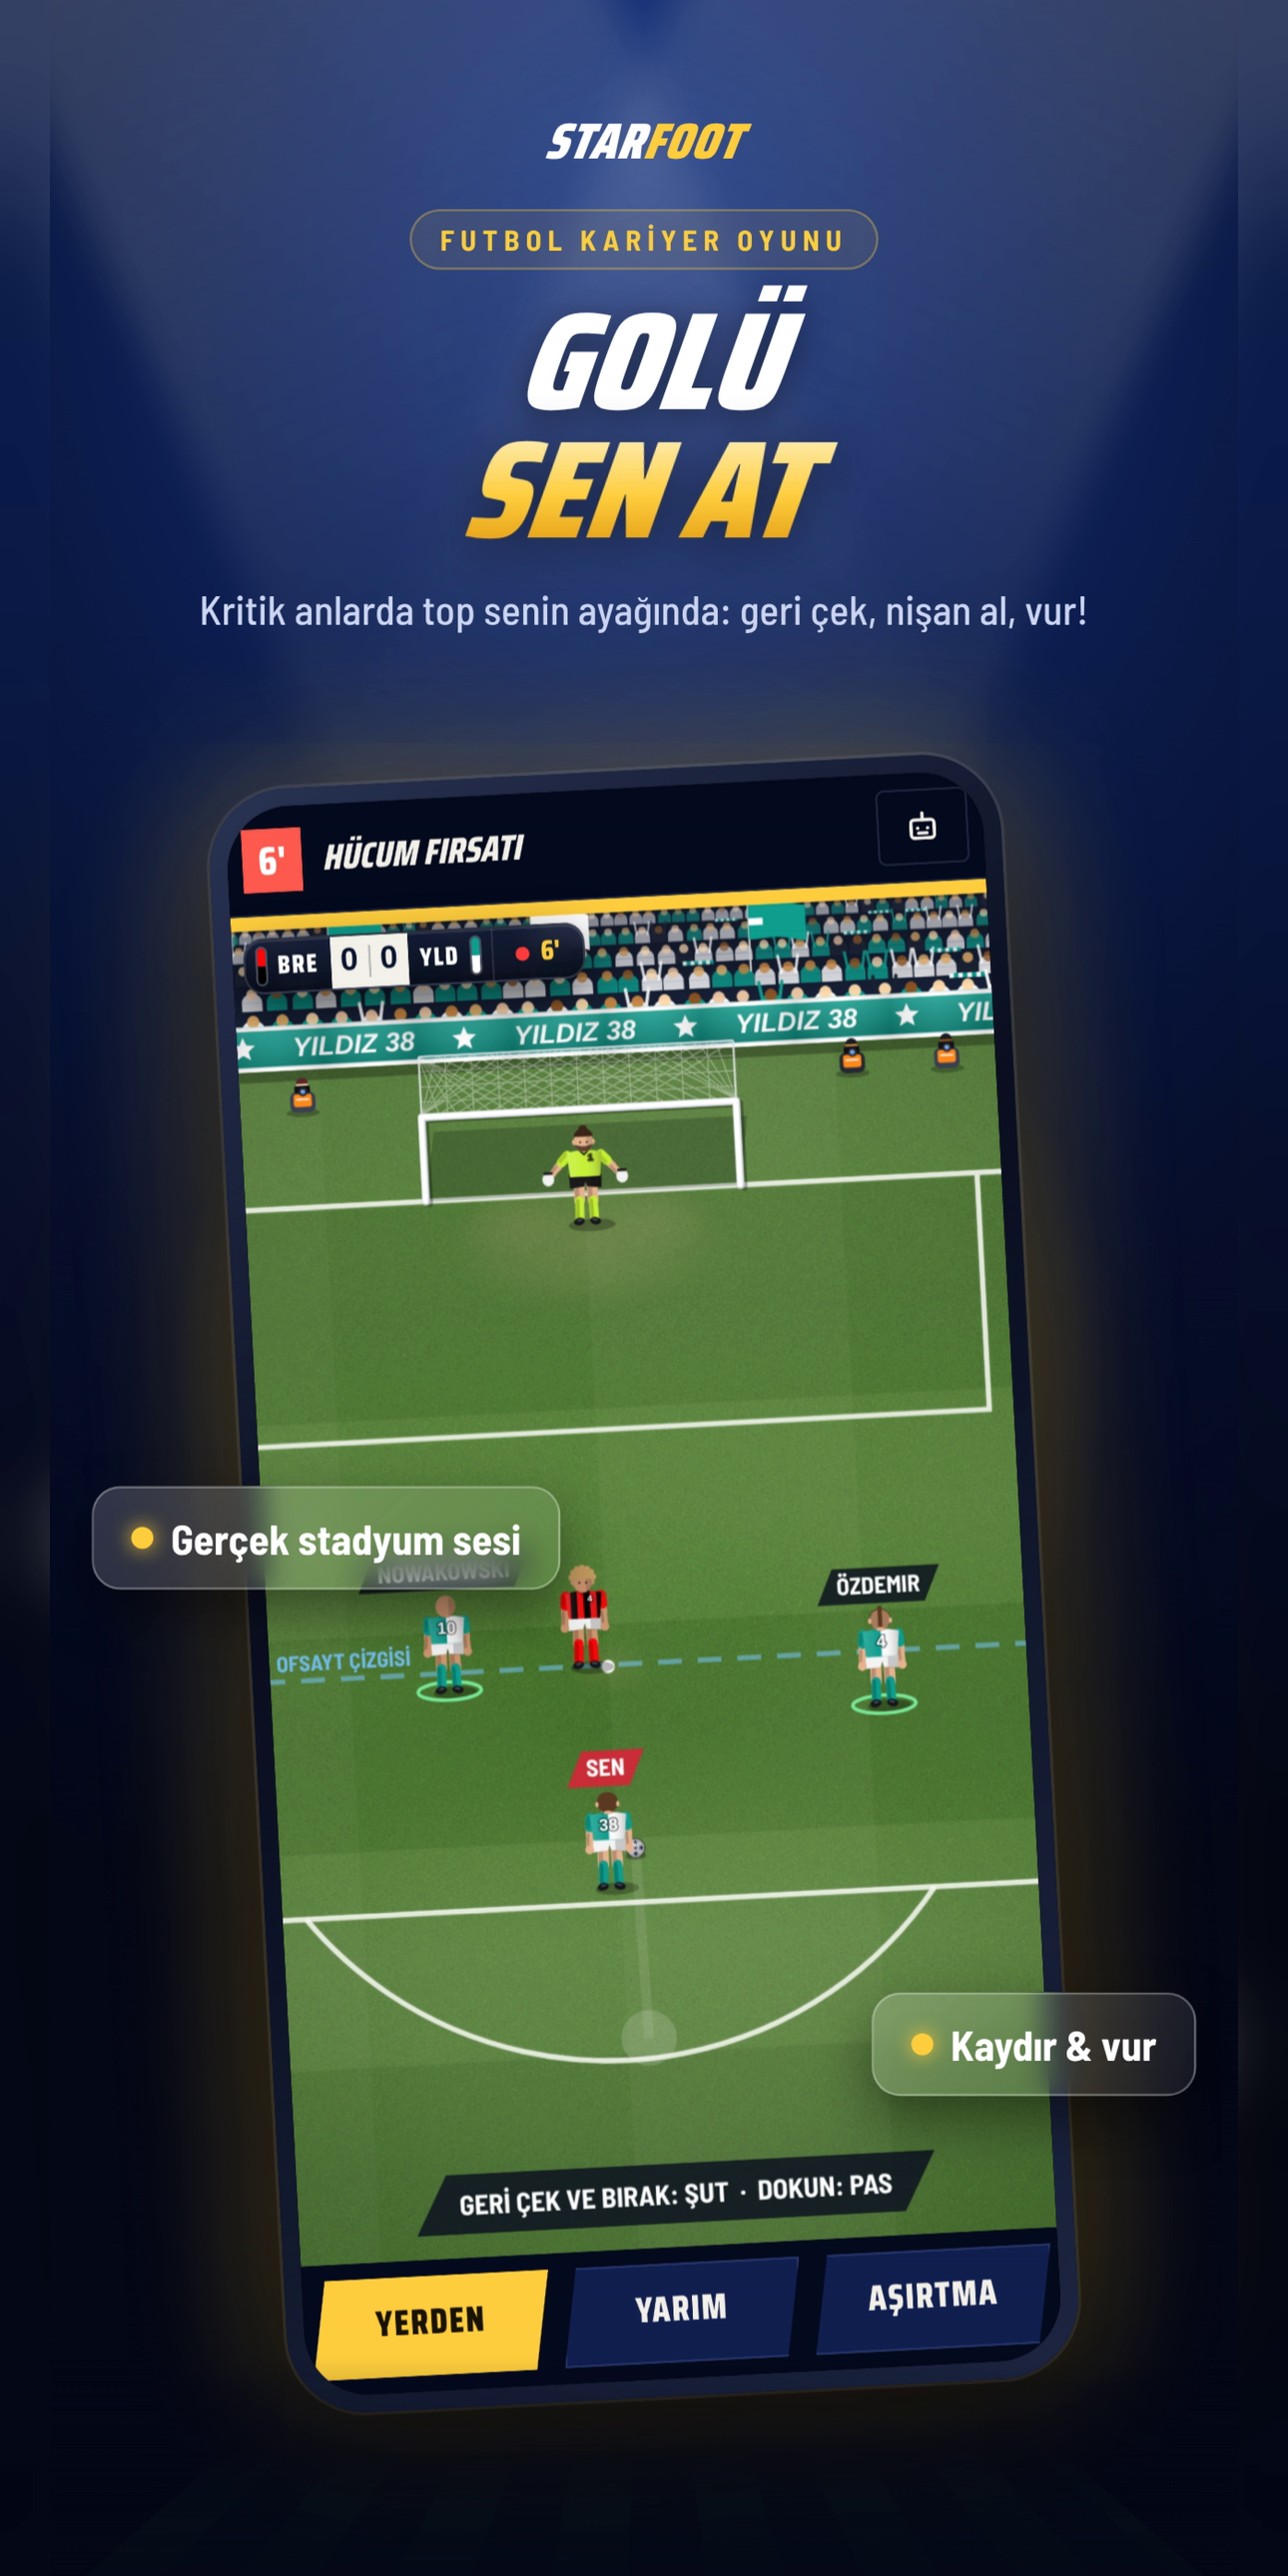 STARFOOT
FUTBOL KARİYER OYUNU
GOLÜ
SEN AT
Kritik anlarda top senin ayağında: geri çek, nişan al, vur!
6' HÜCUM FIRSATI
BRE 0 0 YLD 6'
YILDIZ 38 YILDIZ 38 YILDIZ 38 YIL
1
Gerçek stadyum sesi
NOWAKOWSKI
ÖZDEMIR
4
10
4
OFSAYT ÇİZGİSİ
SEN
38
Kaydır & vur
GERİ ÇEK VE BIRAK: ŞUT · DOKUN: PAS
YERDEN YARIM AŞIRTMA